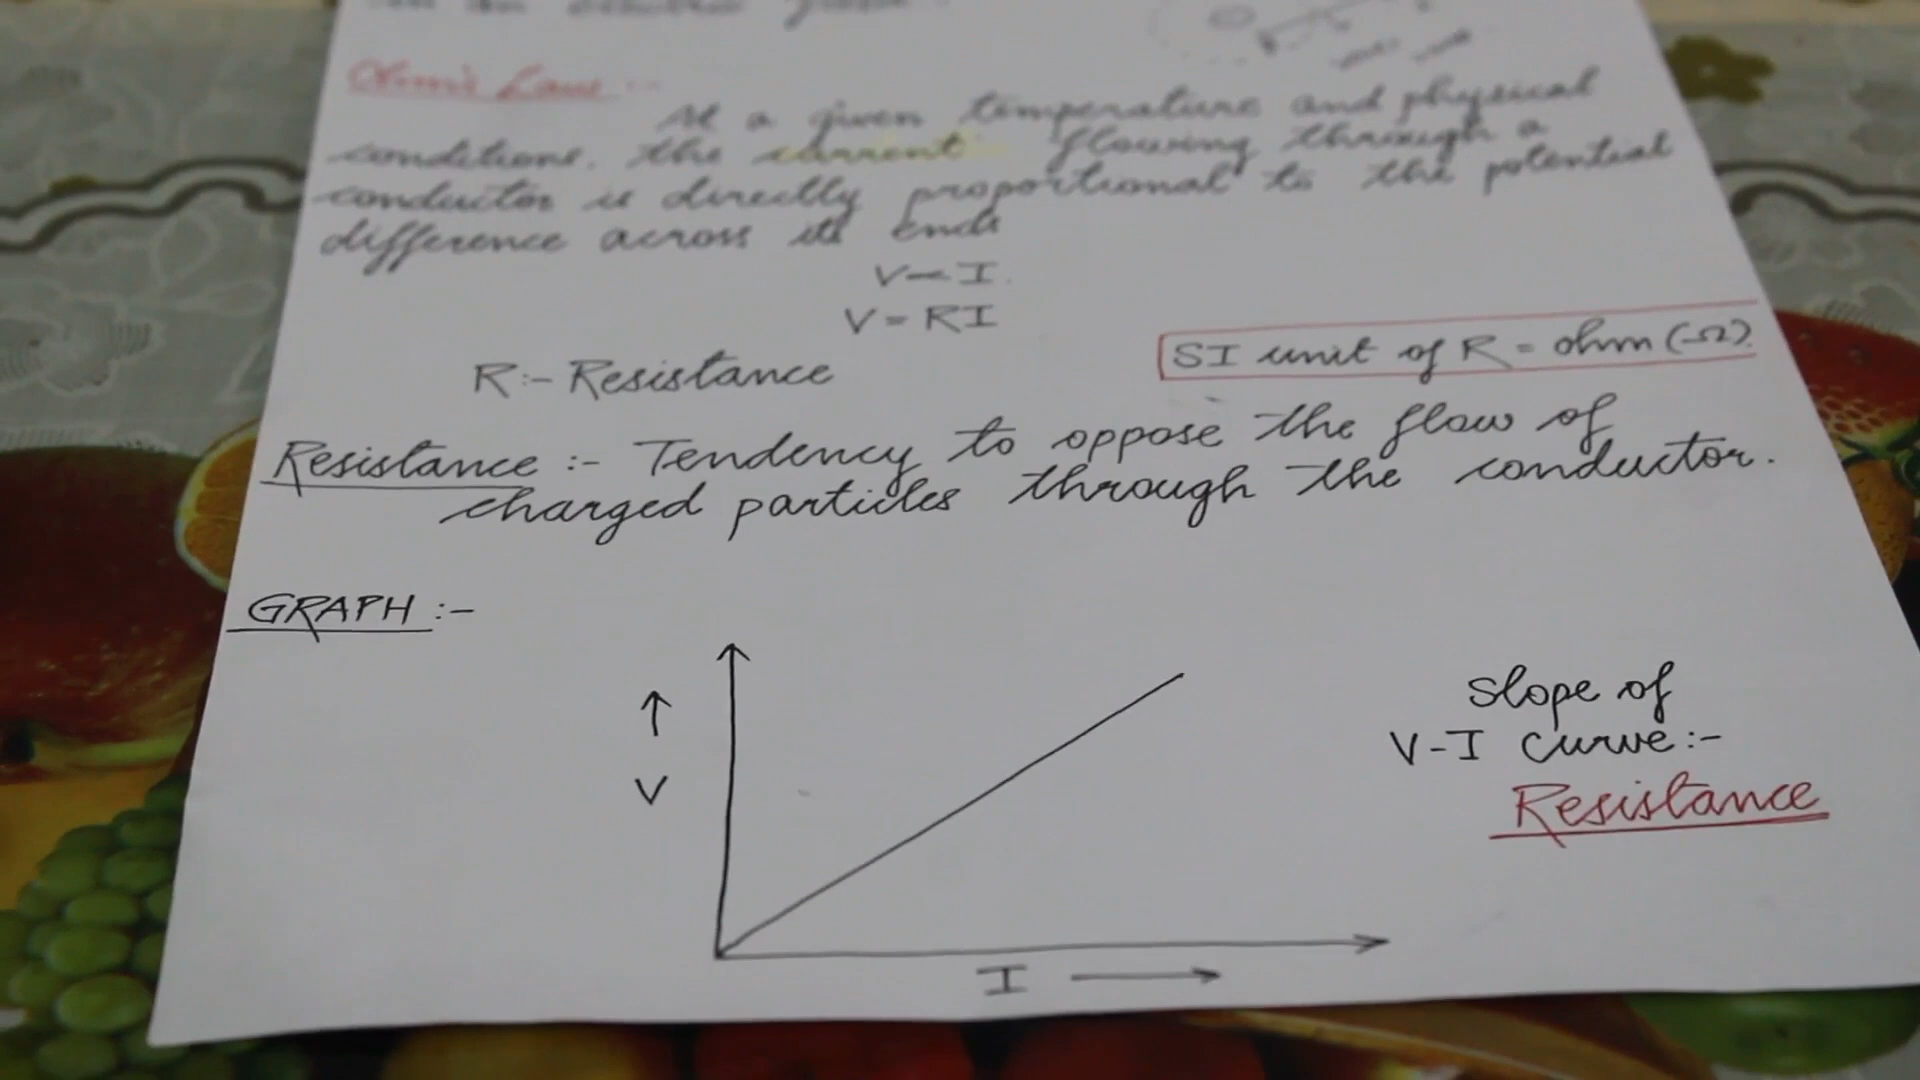 Ohm's Law :-
At a given temperature and physical
conditions. the current flowing through a
conductor is directly proportional to the potential
difference across its ends
V ∝ I.
V = RI
R :- Resistance
SI unit of R = ohm (Ω)
Resistance :- Tendency to oppose the flow of
charged particles through the conductor.
GRAPH :-
↑
V
I →
slope of
V-I curve :-
Resistance